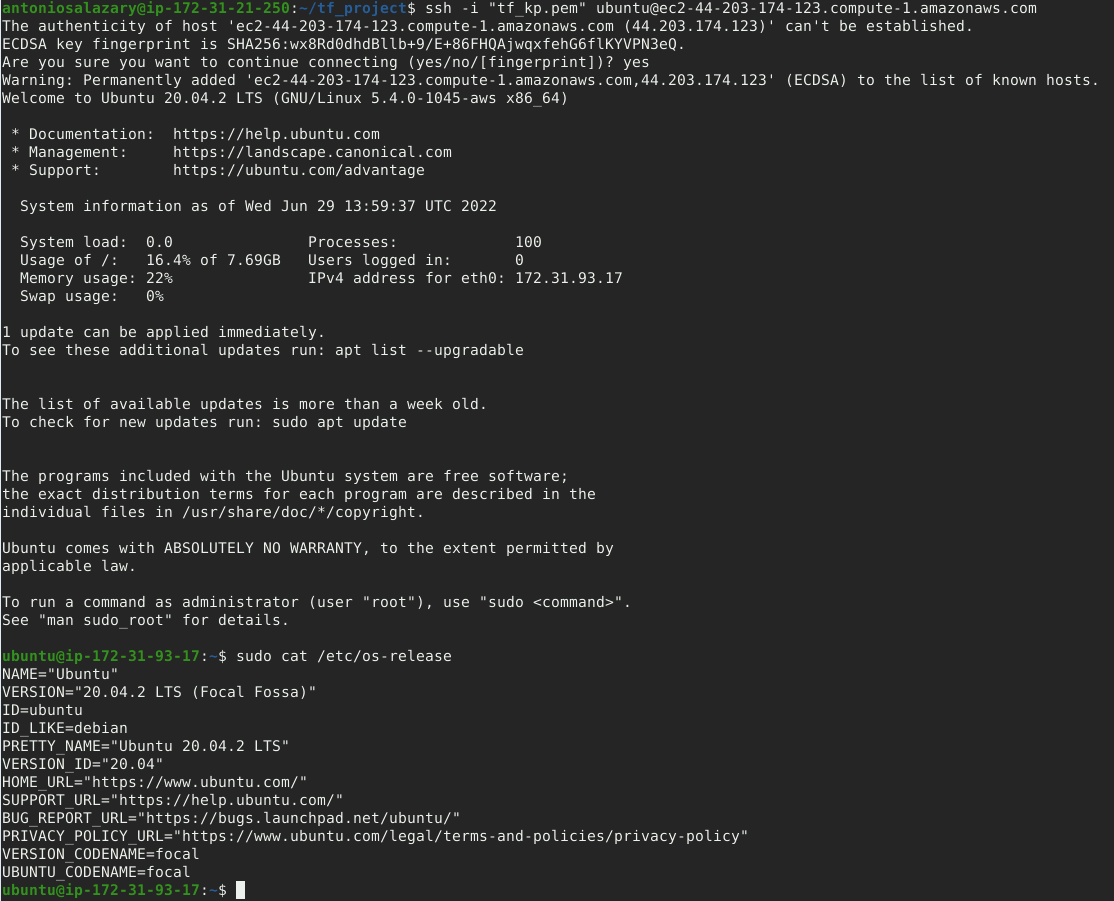 antoniosalazary@ip-172-31-21-250:~/tf_project$ ssh -i "tf_kp.pem" ubuntu@ec2-44-203-174-123.compute-1.amazonaws.com
The authenticity of host 'ec2-44-203-174-123.compute-1.amazonaws.com (44.203.174.123)' can't be established.
ECDSA key fingerprint is SHA256:wx8Rd0dhdBllb+9/E+86FHQAjwqxfehG6flKYVPN3eQ.
Are you sure you want to continue connecting (yes/no/[fingerprint])? yes
Warning: Permanently added 'ec2-44-203-174-123.compute-1.amazonaws.com,44.203.174.123' (ECDSA) to the list of known hosts.
Welcome to Ubuntu 20.04.2 LTS (GNU/Linux 5.4.0-1045-aws x86_64)

 * Documentation:  https://help.ubuntu.com
 * Management:     https://landscape.canonical.com
 * Support:        https://ubuntu.com/advantage

  System information as of Wed Jun 29 13:59:37 UTC 2022

  System load:  0.0               Processes:             100
  Usage of /:   16.4% of 7.69GB   Users logged in:       0
  Memory usage: 22%               IPv4 address for eth0: 172.31.93.17
  Swap usage:   0%

1 update can be applied immediately.
To see these additional updates run: apt list --upgradable

The list of available updates is more than a week old.
To check for new updates run: sudo apt update

The programs included with the Ubuntu system are free software;
the exact distribution terms for each program are described in the
individual files in /usr/share/doc/*/copyright.

Ubuntu comes with ABSOLUTELY NO WARRANTY, to the extent permitted by
applicable law.

To run a command as administrator (user "root"), use "sudo <command>".
See "man sudo_root" for details.

ubuntu@ip-172-31-93-17:~$ sudo cat /etc/os-release
NAME="Ubuntu"
VERSION="20.04.2 LTS (Focal Fossa)"
ID=ubuntu
ID_LIKE=debian
PRETTY_NAME="Ubuntu 20.04.2 LTS"
VERSION_ID="20.04"
HOME_URL="https://www.ubuntu.com/"
SUPPORT_URL="https://help.ubuntu.com/"
BUG_REPORT_URL="https://bugs.launchpad.net/ubuntu/"
PRIVACY_POLICY_URL="https://www.ubuntu.com/legal/terms-and-policies/privacy-policy"
VERSION_CODENAME=focal
UBUNTU_CODENAME=focal
ubuntu@ip-172-31-93-17:~$